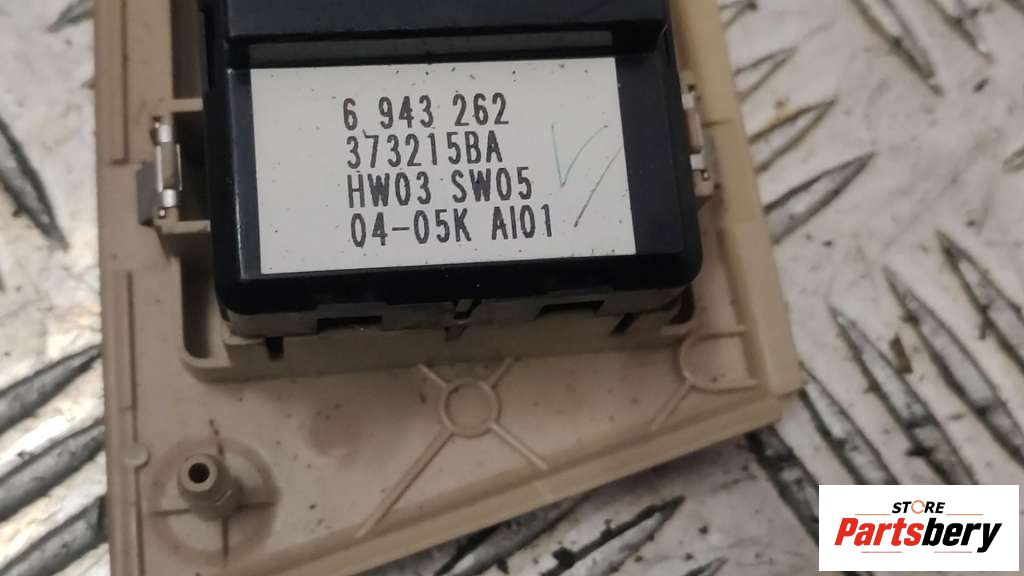 6 943 262
373215BA
HW03 SW05
04-05K AI01
STORE
Partsbery